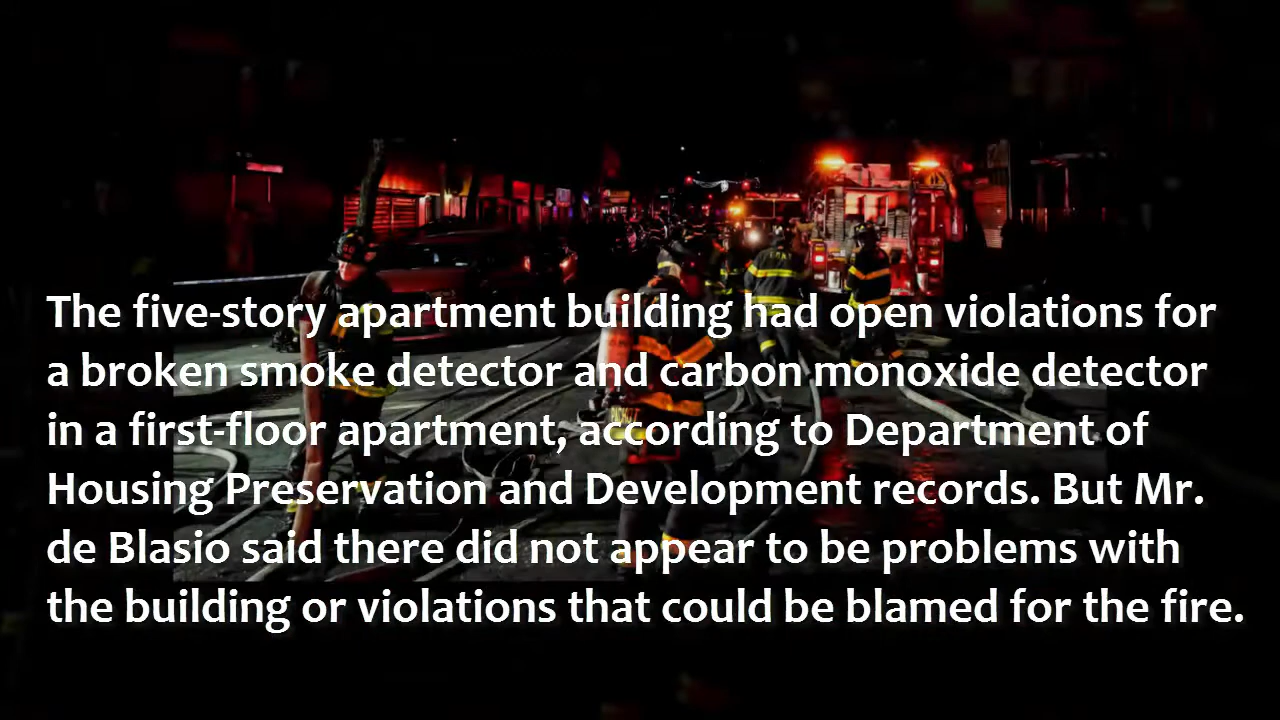 The five-story apartment building had open violations for
a broken smoke detector and carbon monoxide detector
in a first-floor apartment, according to Department of
Housing Preservation and Development records. But Mr.
de Blasio said there did not appear to be problems with
the building or violations that could be blamed for the fire.